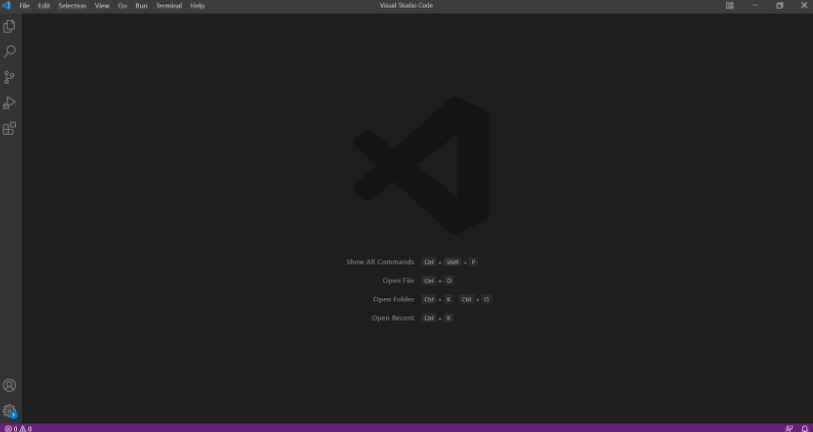 File Edit Selection View Go Run Terminal Help Visual Studio Code
Show All Commands Ctrl + Shift + P
Open File Ctrl + O
Open Folder Ctrl + K Ctrl + O
Open Recent Ctrl + R
1
0 0